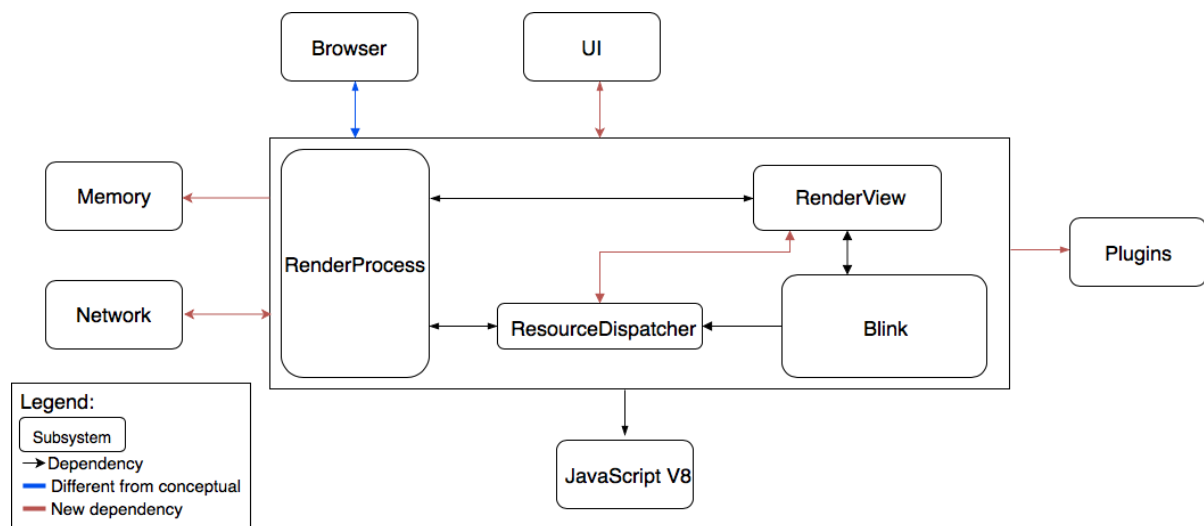 Browser
UI
Memory
RenderView
RenderProcess
Plugins
Network
ResourceDispatcher
Blink
Legend:
Subsystem
Dependency
Different from conceptual
New dependency
JavaScript V8